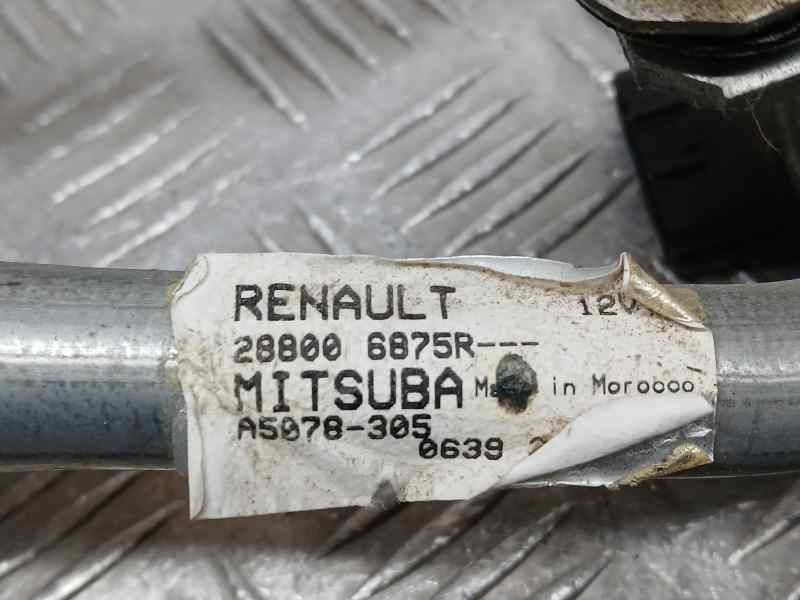 RENAULT 12V
28800 6875R---
MITSUBA Made in Morocco
A5078-305
0639